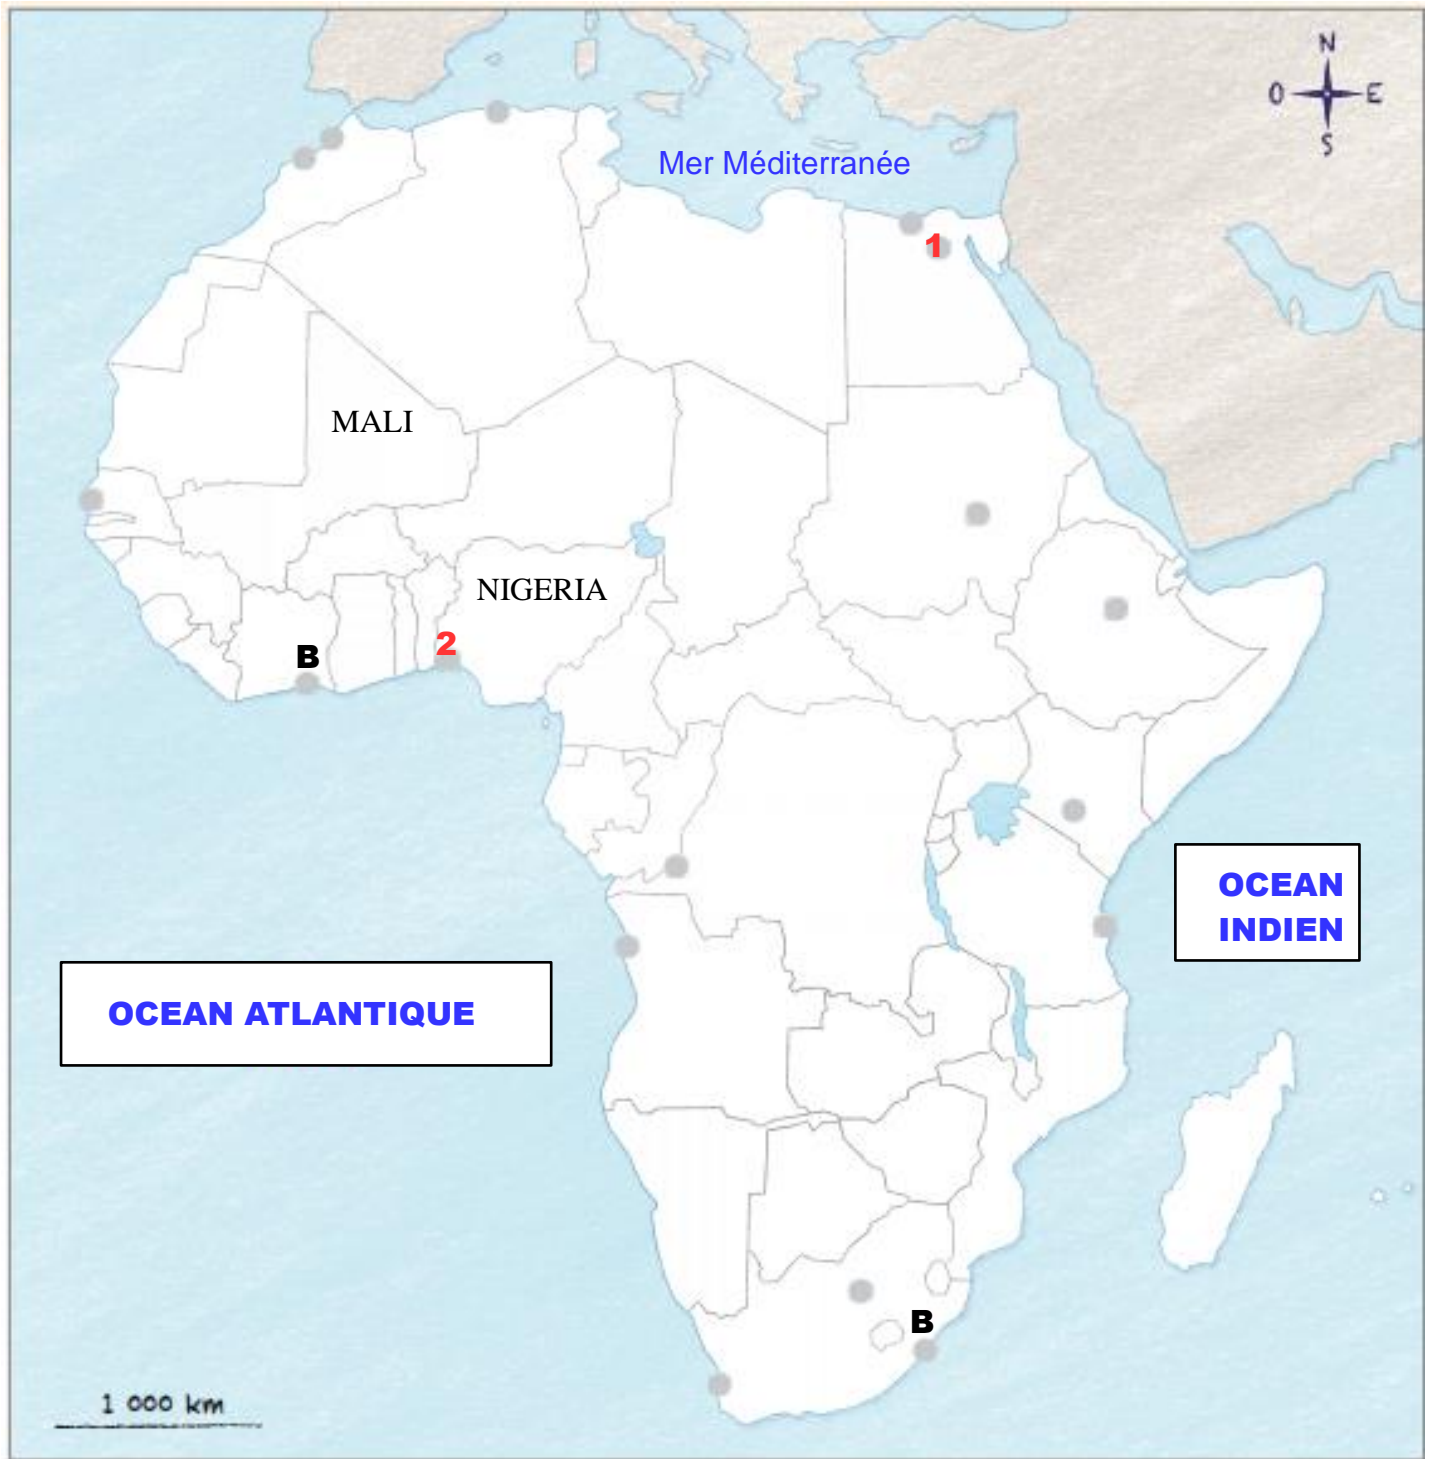 N
O E
S
Mer Méditerranée
1
MALI
NIGERIA
2
B
OCEAN
INDIEN
OCEAN ATLANTIQUE
B
1 000 km